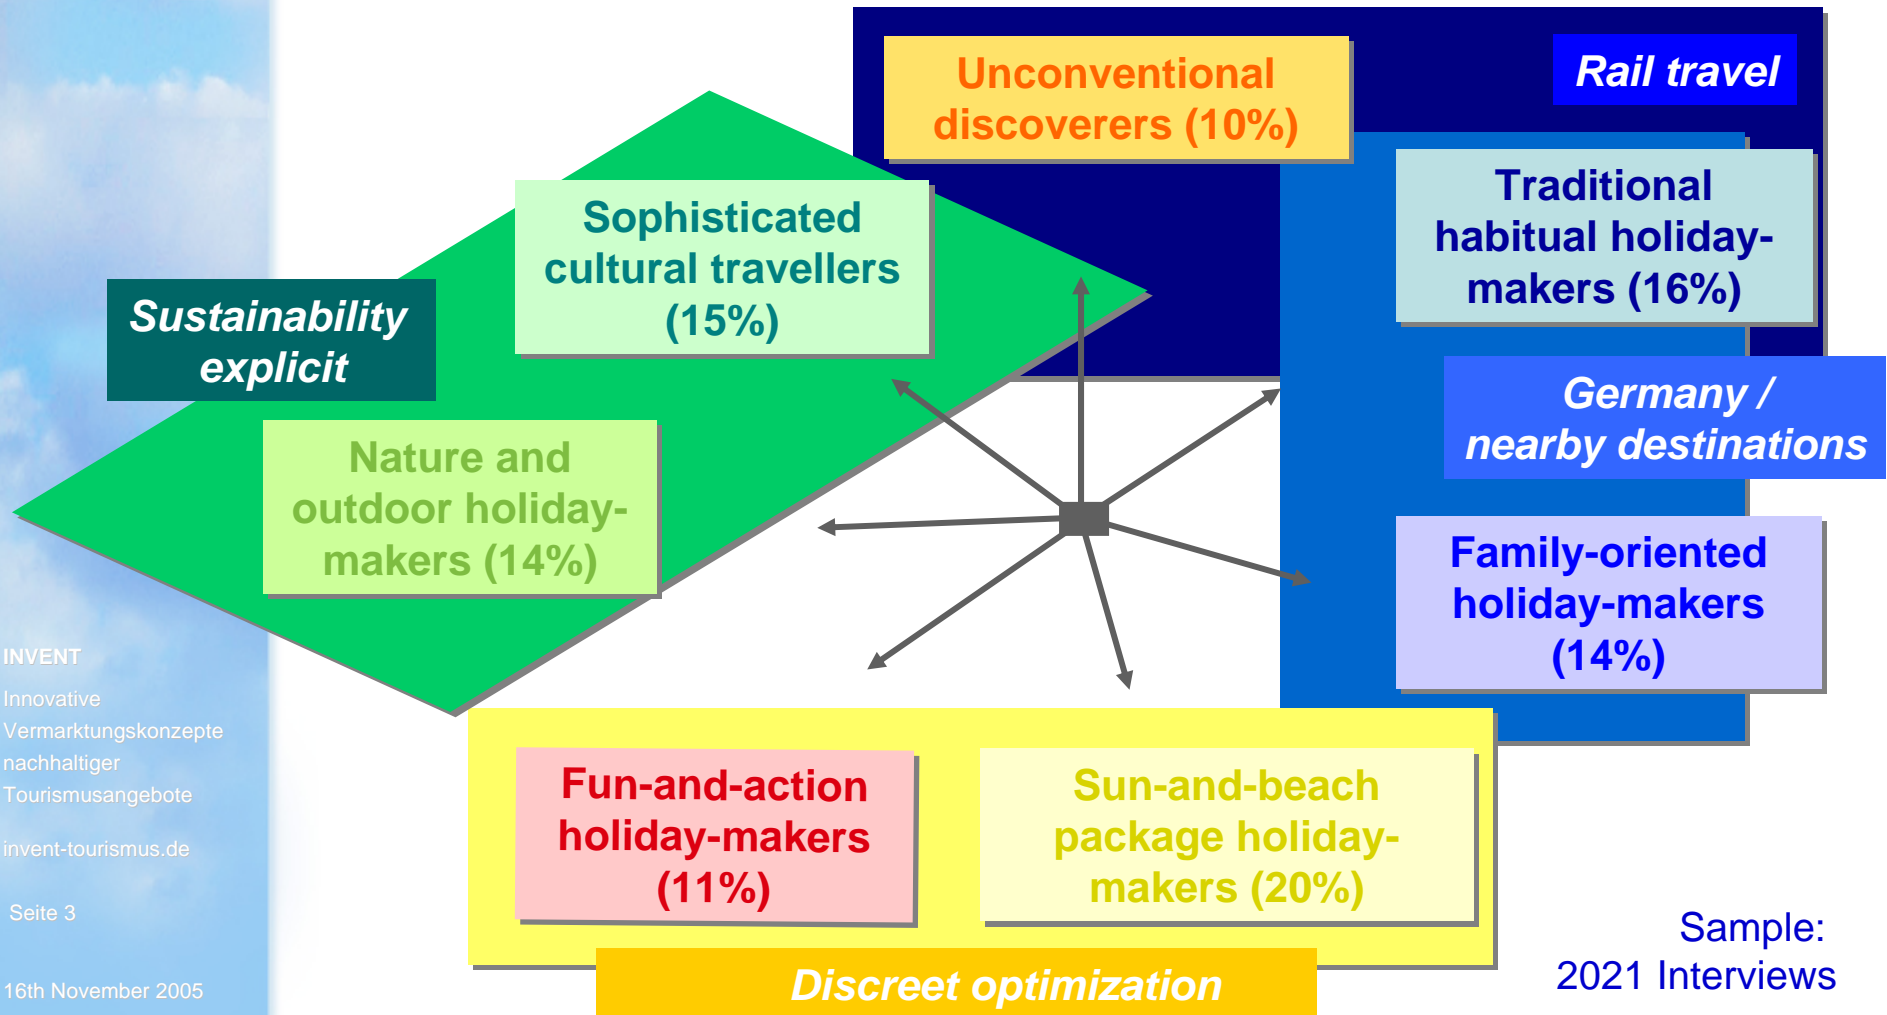 Unconventional
discoverers (10%)
Rail travel
Traditional
habitual holiday-
makers (16%)
Sophisticated
cultural travellers
(15%)
Sustainability
explicit
Germany /
nearby destinations
Nature and
outdoor holiday-
makers (14%)
Family-oriented
holiday-makers
(14%)
Fun-and-action
holiday-makers
(11%)
Sun-and-beach
package holiday-
makers (20%)
Discreet optimization
Sample:
2021 Interviews
INVENT
Innovative
Vermarktungskonzepte
nachhaltiger
Tourismusangebote
invent-tourismus.de
Seite 3
16th November 2005